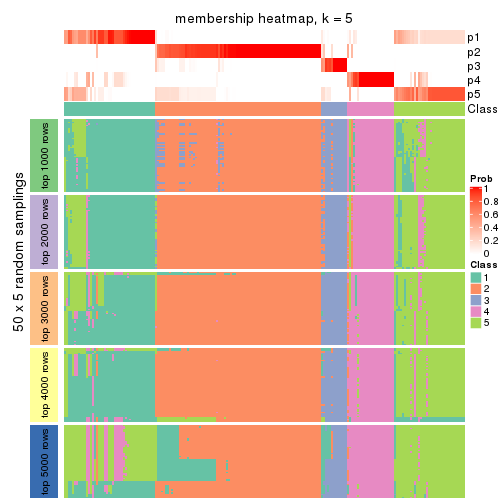 membership heatmap, k = 5
p1
p2
p3
p4
p5
Class
50 x 5 random samplings
top 1000 rows
top 2000 rows
top 3000 rows
top 4000 rows
top 5000 rows
Prob
1
0.8
0.6
0.4
0.2
0
Class
1
2
3
4
5